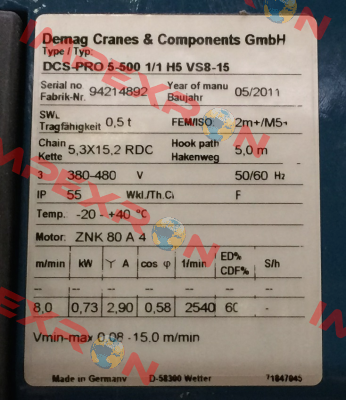 Demag Cranes & Components GmbH
Type / Typ:
DCS-PRO 5-500 1/1 H5 VS8-15
Serial no 94214892 Year of manu 05/2011
Fabrik-Nr. Baujahr
SWL 0,5 t FEM/ISO: 2m+/M5+
Tragfähigkeit
Chain 5,3X15,2 RDC Hook path 5,0 m
Kette Hakenweg
3 380-480 V 50/60 Hz
IP 55 Wkl./Th.Cl F
Temp. -20 - +40 °C
Motor: ZNK 80 A 4
m/min kW Y A cos φ 1/min ED% CDF% S/h
-- -- -- -- -- -- --
8,0 0,73 2,90 0,58 2540 60 -
Vmin-max 0,08 -15,0 m/min
Made in Germany D-58300 Wetter 71847045
IMPEXRON